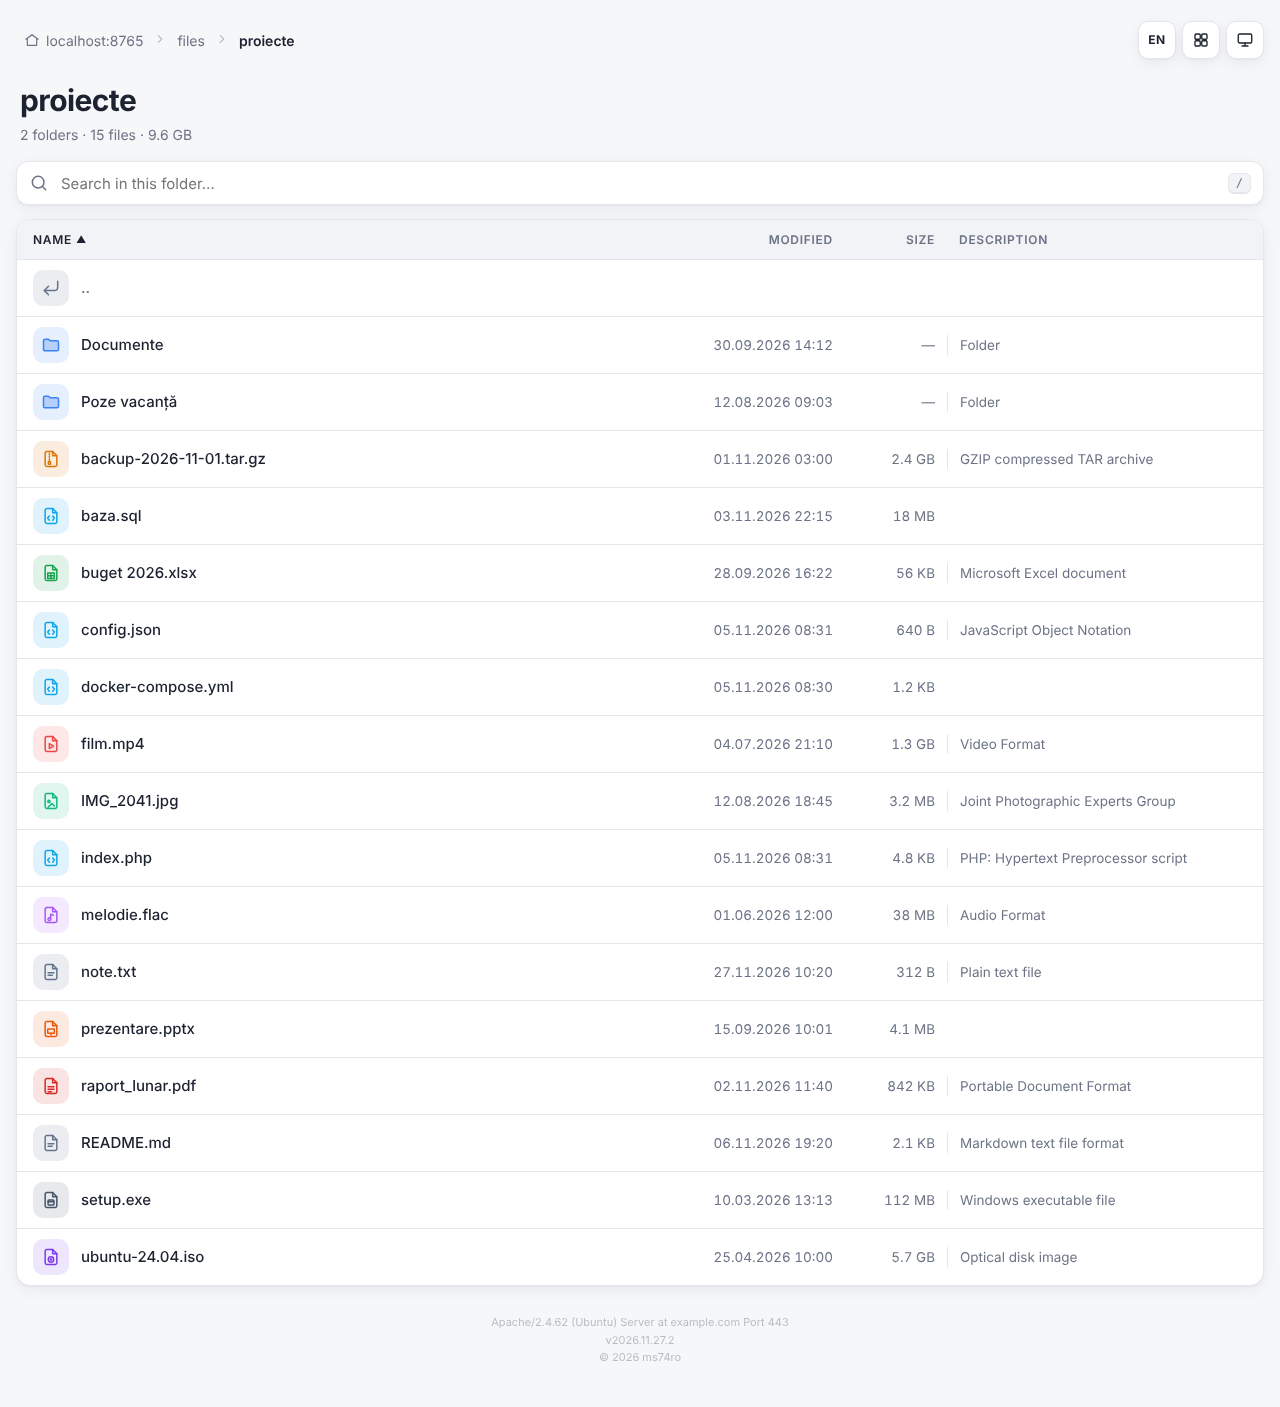 localhost:8765 > files > proiecte
EN
proiecte
2 folders · 15 files · 9.6 GB
Search in this folder...
/
NAME ▲ MODIFIED SIZE DESCRIPTION
..
Documente 30.09.2026 14:12 — Folder
Poze vacanță 12.08.2026 09:03 — Folder
backup-2026-11-01.tar.gz 01.11.2026 03:00 2.4 GB GZIP compressed TAR archive
baza.sql 03.11.2026 22:15 18 MB
buget 2026.xlsx 28.09.2026 16:22 56 KB Microsoft Excel document
config.json 05.11.2026 08:31 640 B JavaScript Object Notation
docker-compose.yml 05.11.2026 08:30 1.2 KB
film.mp4 04.07.2026 21:10 1.3 GB Video Format
IMG_2041.jpg 12.08.2026 18:45 3.2 MB Joint Photographic Experts Group
index.php 05.11.2026 08:31 4.8 KB PHP: Hypertext Preprocessor script
melodie.flac 01.06.2026 12:00 38 MB Audio Format
note.txt 27.11.2026 10:20 312 B Plain text file
prezentare.pptx 15.09.2026 10:01 4.1 MB
raport_lunar.pdf 02.11.2026 11:40 842 KB Portable Document Format
README.md 06.11.2026 19:20 2.1 KB Markdown text file format
setup.exe 10.03.2026 13:13 112 MB Windows executable file
ubuntu-24.04.iso 25.04.2026 10:00 5.7 GB Optical disk image
Apache/2.4.62 (Ubuntu) Server at example.com Port 443
v2026.11.27.2
© 2026 ms74ro